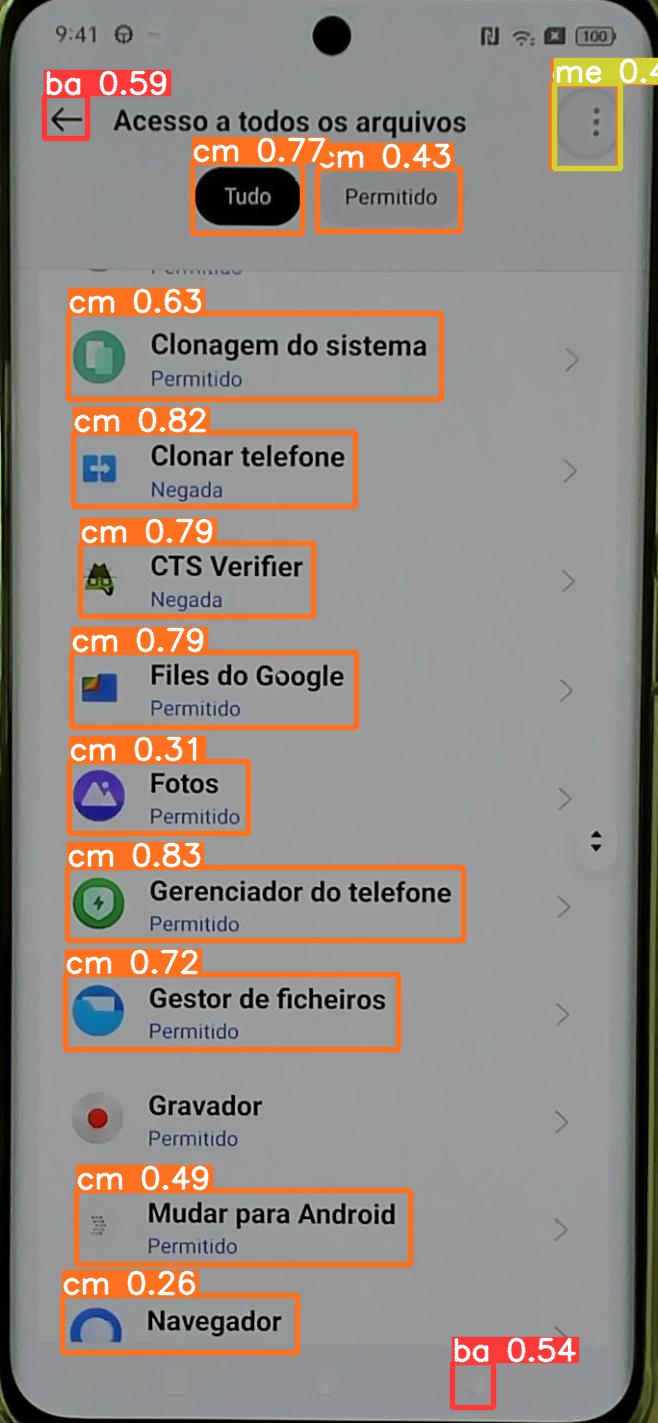 9:41
100
ba 0.59
me 0.4
Acesso a todos os arquivos
cm 0.77
cm 0.43
Tudo
Permitido
cm 0.63
Clonagem do sistema
Permitido
cm 0.82
Clonar telefone
Negada
cm 0.79
CTS Verifier
Negada
cm 0.79
Files do Google
Permitido
cm 0.31
Fotos
Permitido
cm 0.83
Gerenciador do telefone
Permitido
cm 0.72
Gestor de ficheiros
Permitido
Gravador
Permitido
cm 0.49
Mudar para Android
Permitido
cm 0.26
Navegador
ba 0.54